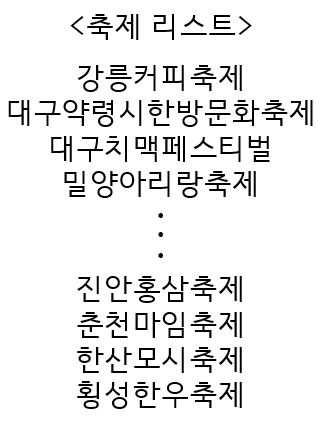 <축제 리스트>
강릉커피축제
대구약령시한방문화축제
대구치맥페스티벌
밀양아리랑축제
·
·
·
진안홍삼축제
춘천마임축제
한산모시축제
횡성한우축제